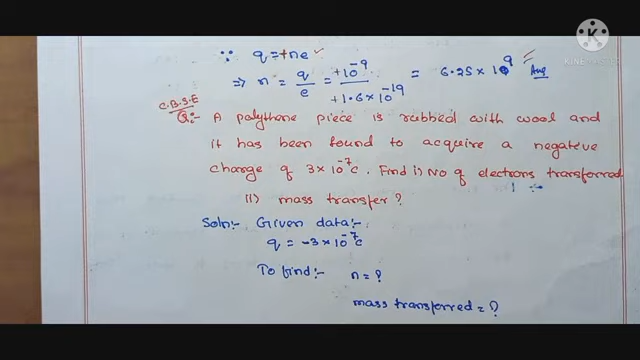 ∵ q = +ne ✓
⇒ n = q/e = +10⁻⁹/+1.6×10⁻¹⁹ = 6.25 × 10⁹ Ans
C.B.S.E
Q:- A polythene piece is rubbed with wool and
it has been found to acquire a negative
charge of 3×10⁻⁷C. Find i) No of electrons transferred
ii) mass transfer ?
Soln:- Given data:-
q = -3×10⁻⁷C
To find:- n = ?
mass transferred = ?
KINEMASTER